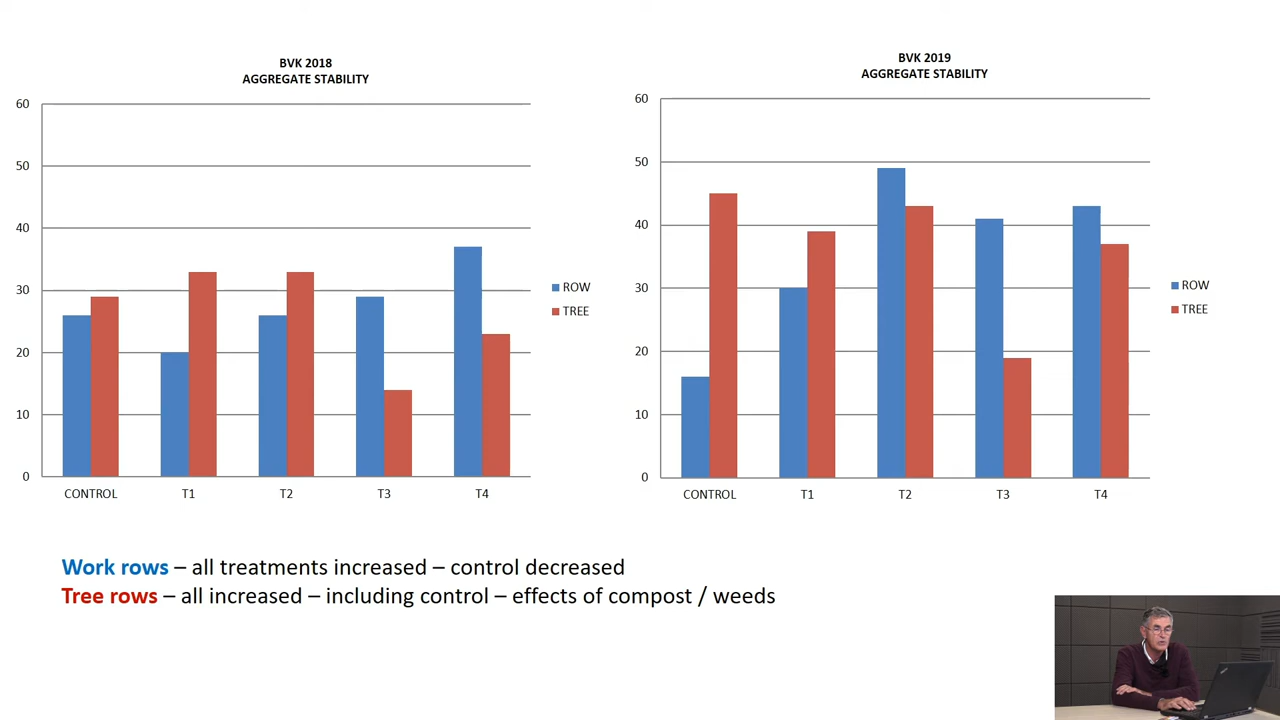 BVK 2018
AGGREGATE STABILITY
60
50
40
30
20
10
0
CONTROL T1 T2 T3 T4
ROW
TREE
BVK 2019
AGGREGATE STABILITY
60
50
40
30
20
10
0
CONTROL T1 T2 T3 T4
ROW
TREE
Work rows – all treatments increased – control decreased
Tree rows – all increased – including control – effects of compost / weeds